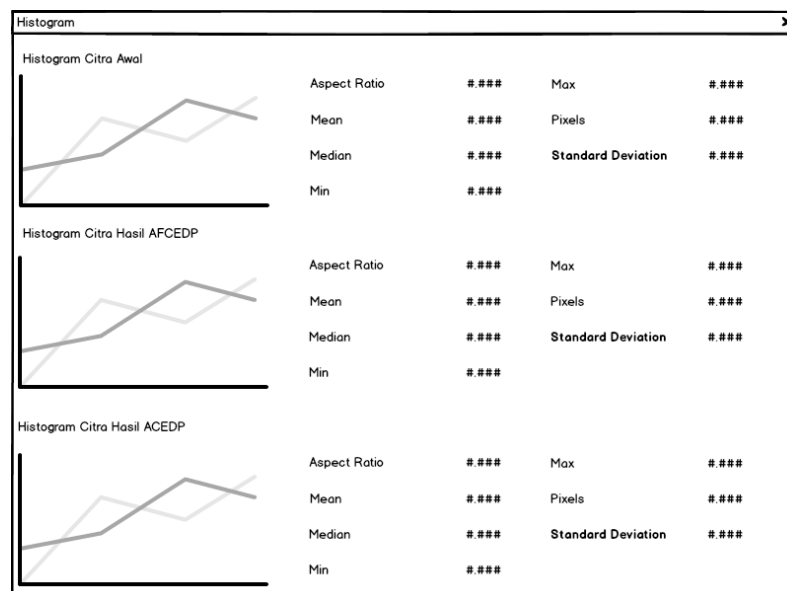 Histogram x
Histogram Citra Awal
Aspect Ratio #.### Max #.###
Mean #.### Pixels #.###
Median #.### Standard Deviation #.###
Min #.###
Histogram Citra Hasil AFCEDP
Aspect Ratio #.### Max #.###
Mean #.### Pixels #.###
Median #.### Standard Deviation #.###
Min #.###
Histogram Citra Hasil ACEDP
Aspect Ratio #.### Max #.###
Mean #.### Pixels #.###
Median #.### Standard Deviation #.###
Min #.###